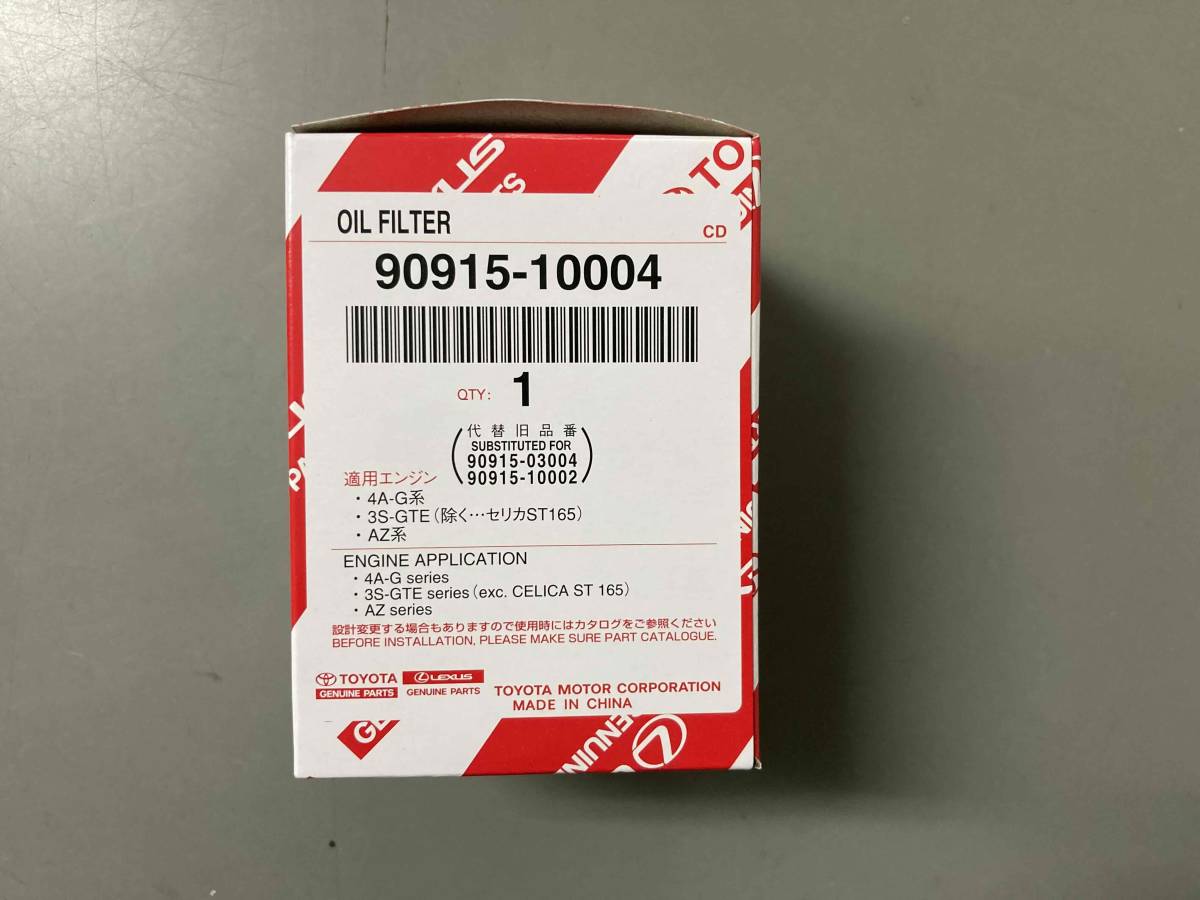 LEXUS
PARTS
TO
OIL FILTER
CD
90915-10004
QTY: 1
代替旧品番
SUBSTITUTED FOR
90915-03004
90915-10002
適用エンジン
・4A-G系
・3S-GTE(除く…セリカST165)
・AZ系
ENGINE APPLICATION
・4A-G series
・3S-GTE series(exc. CELICA ST 165)
・AZ series
設計変更する場合もありますので使用時にはカタログをご参照ください
BEFORE INSTALLATION, PLEASE MAKE SURE PART CATALOGUE.
TOYOTA
GENUINE PARTS
LEXUS
GENUINE PARTS
TOYOTA MOTOR CORPORATION
MADE IN CHINA
GE
ENUIN